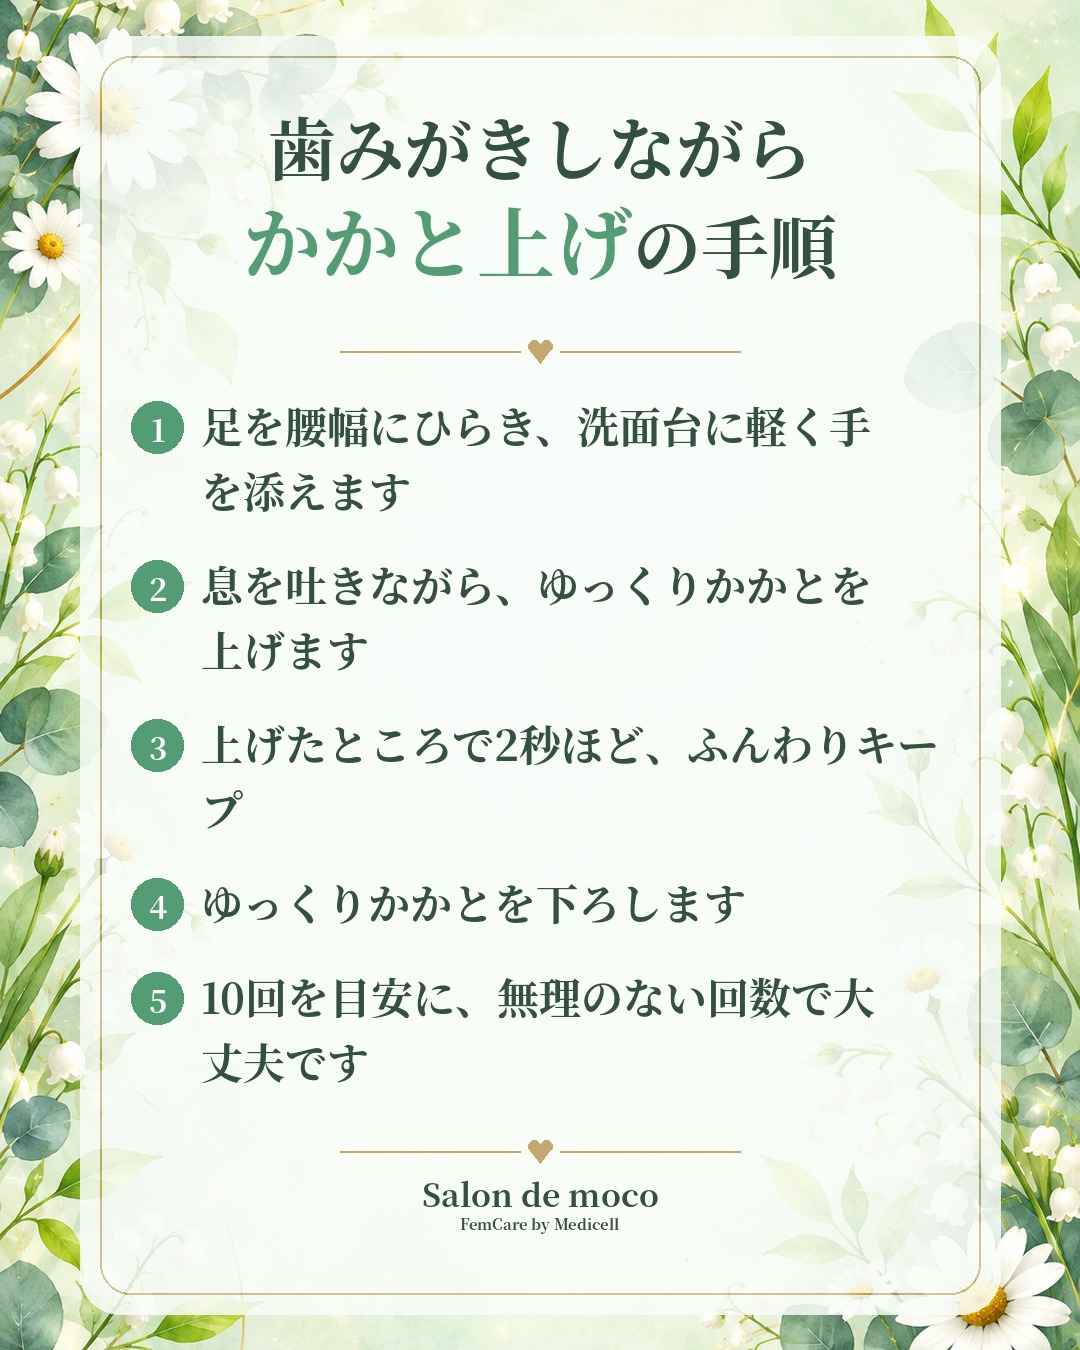 歯みがきしながら
かかと上げの手順
1 足を腰幅にひらき、洗面台に軽く手
を添えます
2 息を吐きながら、ゆっくりかかとを
上げます
3 上げたところで2秒ほど、ふんわりキー
プ
4 ゆっくりかかとを下ろします
5 10回を目安に、無理のない回数で大
丈夫です
Salon de moco
FemCare by Medicell